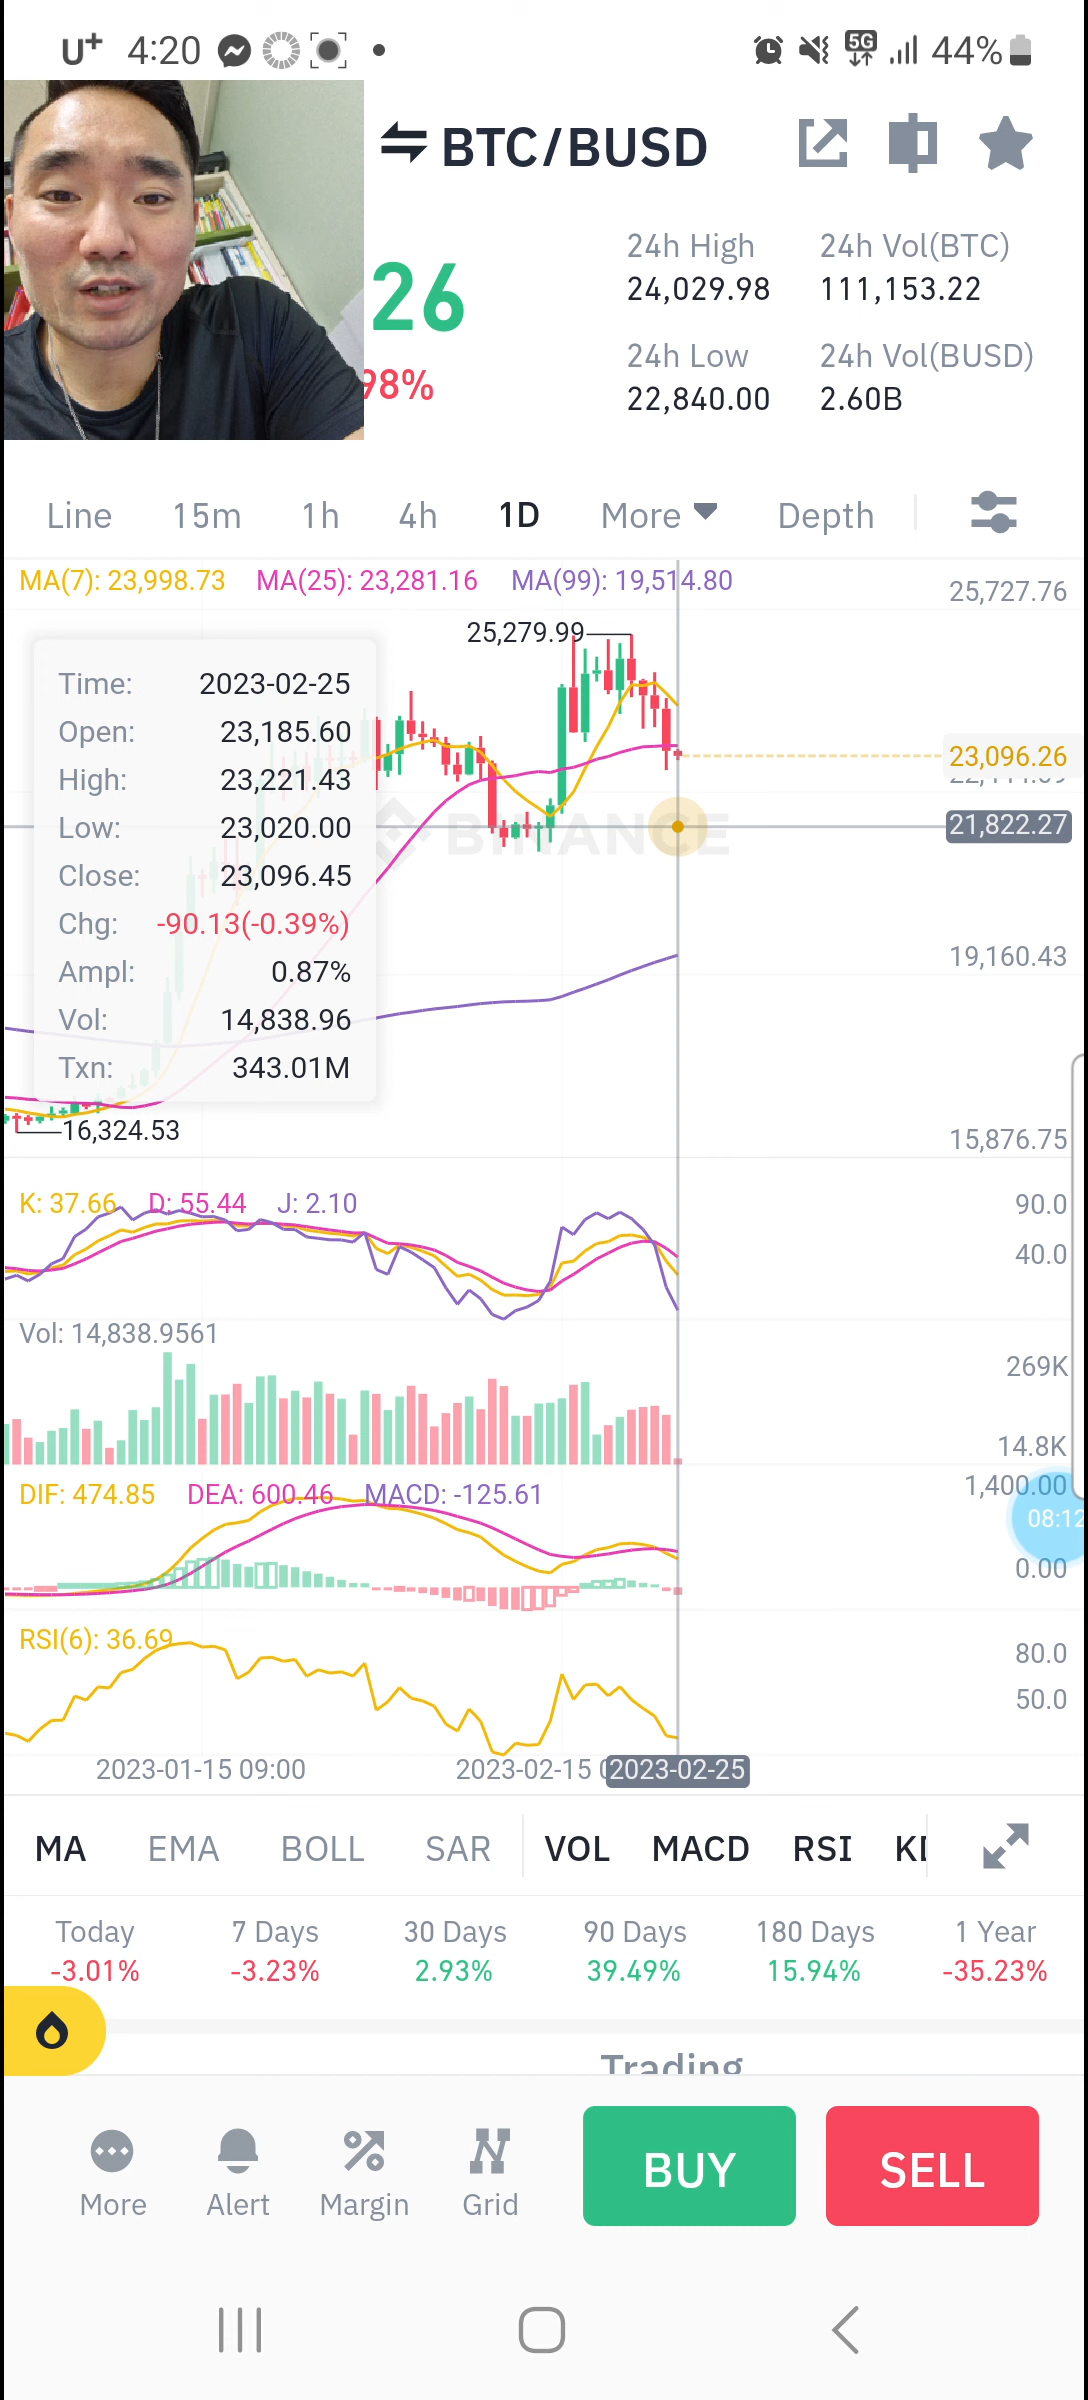 U+ 4:20 5G 44%
BTC/BUSD
26
98%
24h High 24h Vol(BTC)
24,029.98 111,153.22
24h Low 24h Vol(BUSD)
22,840.00 2.60B
Line 15m 1h 4h 1D More Depth
MA(7): 23,998.73 MA(25): 23,281.16 MA(99): 19,514.80
25,727.76
25,279.99
Time: 2023-02-25
Open: 23,185.60
High: 23,221.43
Low: 23,020.00
Close: 23,096.45
Chg: -90.13(-0.39%)
Ampl: 0.87%
Vol: 14,838.96
Txn: 343.01M
23,096.26
BINANCE
21,822.27
19,160.43
16,324.53
15,876.75
K: 37.66 D: 55.44 J: 2.10
90.0
40.0
Vol: 14,838.9561
269K
14.8K
DIF: 474.85 DEA: 600.46 MACD: -125.61
1,400.00
08:12
0.00
RSI(6): 36.69
80.0
50.0
2023-01-15 09:00 2023-02-15 2023-02-25
MA EMA BOLL SAR VOL MACD RSI
Today 7 Days 30 Days 90 Days 180 Days 1 Year
-3.01% -3.23% 2.93% 39.49% 15.94% -35.23%
Trading
More Alert Margin Grid BUY SELL